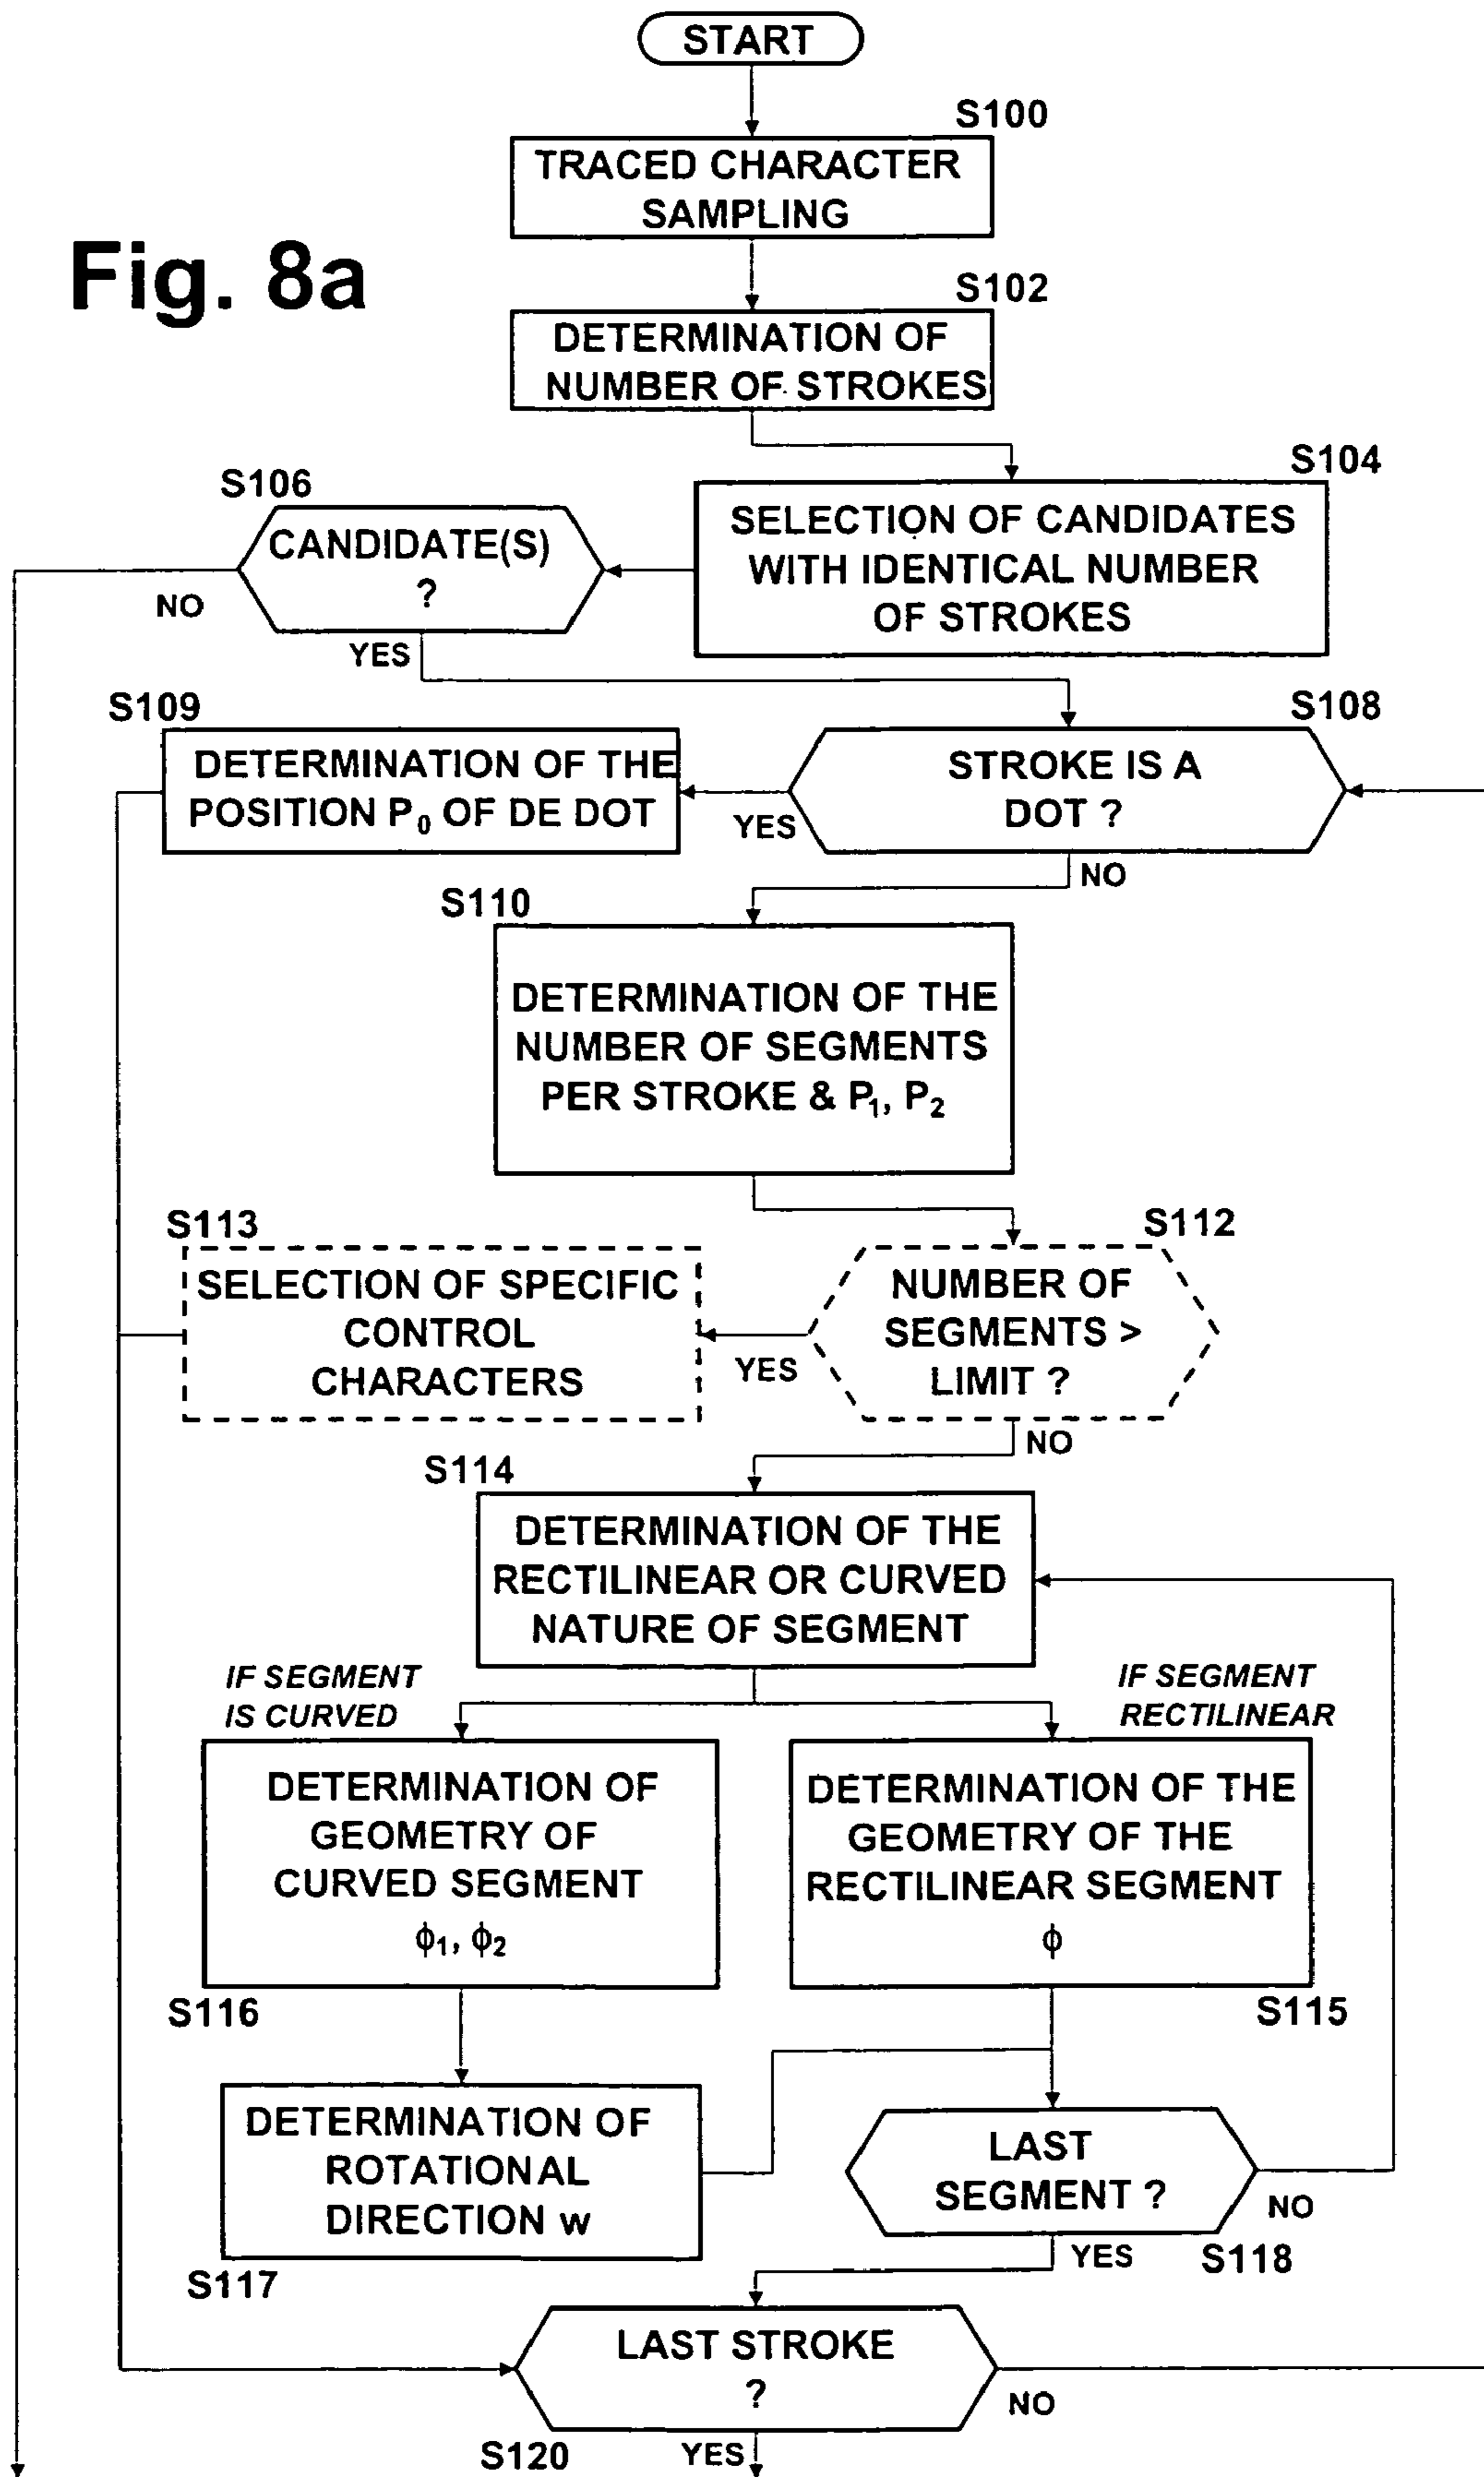 START
S100
TRACED CHARACTER
SAMPLING
Fig. 8a
S102
DETERMINATION OF
NUMBER OF STROKES
S104
SELECTION OF CANDIDATES
WITH IDENTICAL NUMBER
OF STROKES
S106
CANDIDATE(S)
?
NO
YES
S108
STROKE IS A
DOT ?
YES
NO
S109
DETERMINATION OF THE
POSITION P₀ OF DE DOT
S110
DETERMINATION OF THE
NUMBER OF SEGMENTS
PER STROKE & P₁, P₂
S112
NUMBER OF
SEGMENTS >
LIMIT ?
YES
NO
S113
SELECTION OF SPECIFIC
CONTROL
CHARACTERS
S114
DETERMINATION OF THE
RECTILINEAR OR CURVED
NATURE OF SEGMENT
IF SEGMENT
IS CURVED
IF SEGMENT
RECTILINEAR
DETERMINATION OF
GEOMETRY OF
CURVED SEGMENT
ϕ₁, ϕ₂
S116
DETERMINATION OF THE
GEOMETRY OF THE
RECTILINEAR SEGMENT
ϕ
S115
DETERMINATION OF
ROTATIONAL
DIRECTION w
S117
LAST
SEGMENT ?
NO
YES
S118
LAST STROKE
?
NO
S120
YES